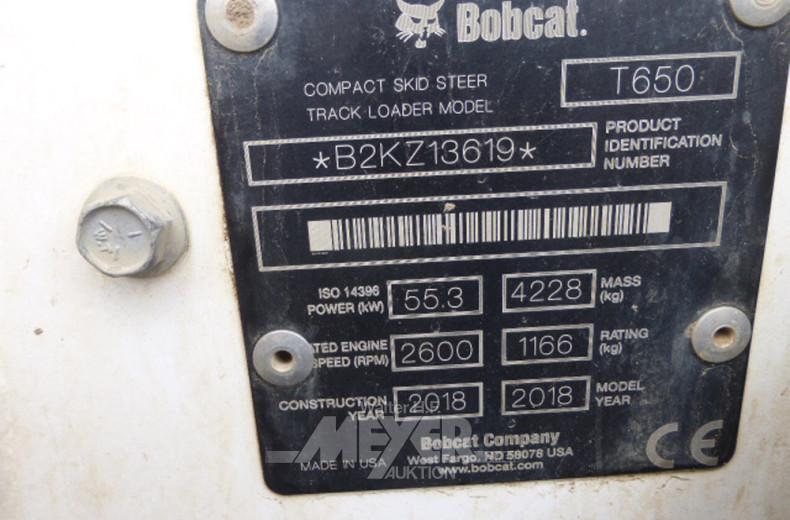 Bobcat.
COMPACT SKID STEER
TRACK LOADER MODEL
T650
*B2KZ13619*
PRODUCT
IDENTIFICATION
NUMBER
ISO 14396
POWER (kW)
55.3
4228
MASS
(kg)
ATED ENGINE
SPEED (RPM)
2600
1166
RATING
(kg)
CONSTRUCTION
YEAR
2018
2018
MODEL
YEAR
Walter H.F.
MEYER
AUKTION
Bobcat Company
West Fargo, ND 58078 USA
www.bobcat.com
MADE IN USA
CE